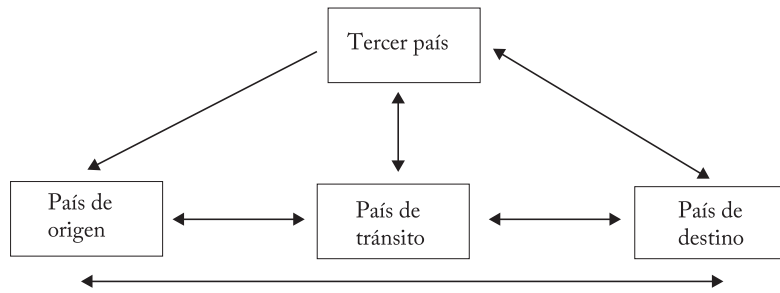 Tercer país
País de
origen
País de
tránsito
País de
destino